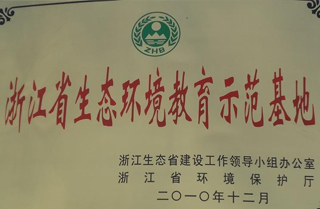 ZHB
浙江省生态环境教育示范基地
浙江生态省建设工作领导小组办公室
浙江省环境保护厅
二〇一〇年十二月